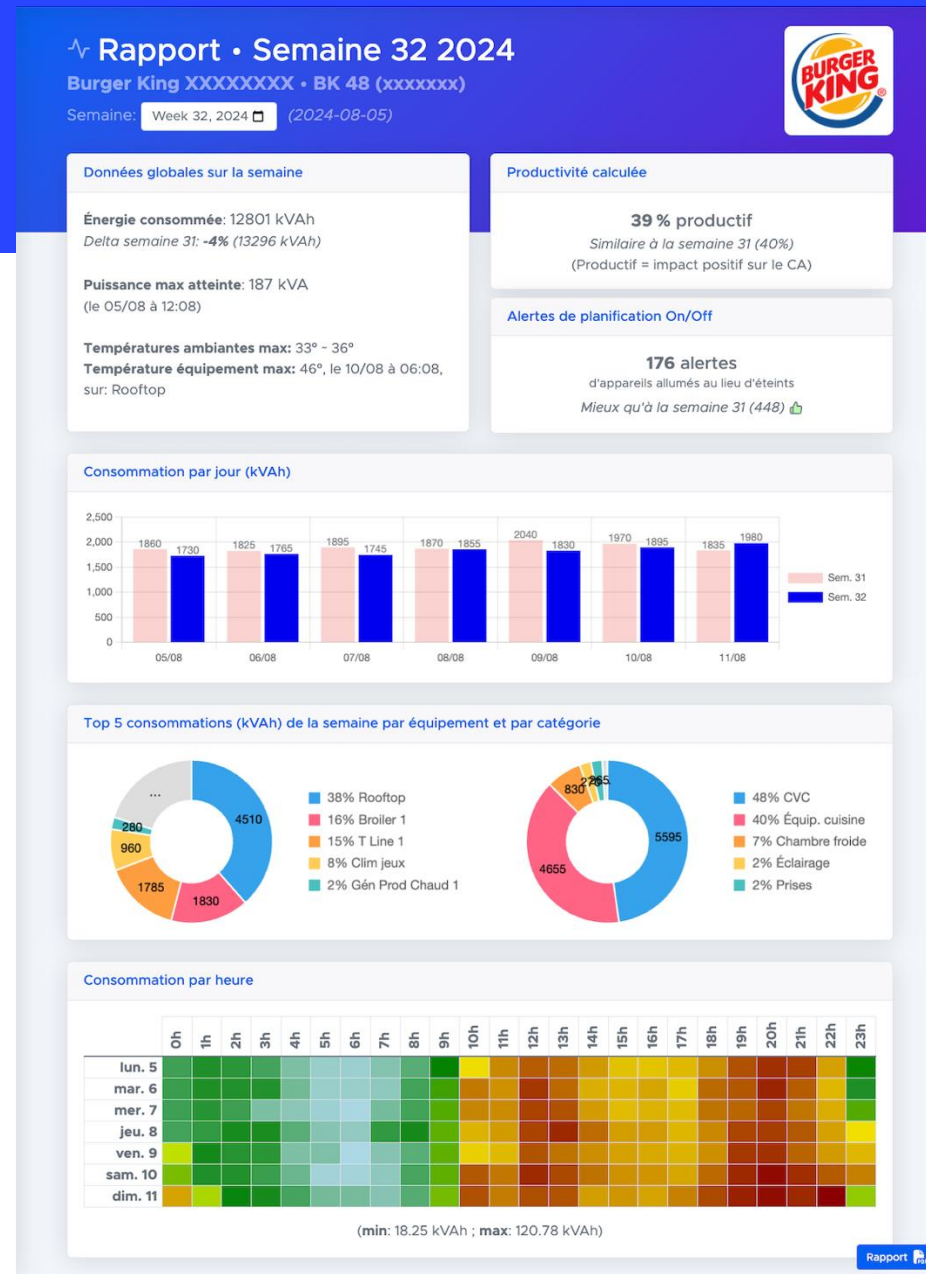 Rapport • Semaine 32 2024
Burger King XXXXXXXX • BK 48 (xxxxxxx)
Semaine: Week 32, 2024 (2024-08-05)
BURGER
KING®
Données globales sur la semaine
Énergie consommée: 12801 kVAh
Delta semaine 31: -4% (13296 kVAh)
Puissance max atteinte: 187 kVA
(le 05/08 à 12:08)
Températures ambiantes max: 33° - 36°
Température équipement max: 46°, le 10/08 à 06:08,
sur: Rooftop
Productivité calculée
39 % productif
Similaire à la semaine 31 (40%)
(Productif = impact positif sur le CA)
Alertes de planification On/Off
176 alertes
d'appareils allumés au lieu d'éteints
Mieux qu'à la semaine 31 (448)
Consommation par jour (kVAh)
2,500
2,000
1,500
1,000
500
0
1860 1730 1825 1765 1895 1745 1870 1855 2040 1830 1970 1895 1835 1980
05/08 06/08 07/08 08/08 09/08 10/08 11/08
Sem. 31
Sem. 32
Top 5 consommations (kVAh) de la semaine par équipement et par catégorie
4510
1830
1785
960
280
...
38% Rooftop
16% Broiler 1
15% T Line 1
8% Clim jeux
2% Gén Prod Chaud 1
5595
4655
830
48% CVC
40% Équip. cuisine
7% Chambre froide
2% Éclairage
2% Prises
Consommation par heure
0h 1h 2h 3h 4h 5h 6h 7h 8h 9h 10h 11h 12h 13h 14h 15h 16h 17h 18h 19h 20h 21h 22h 23h
lun. 5
mar. 6
mer. 7
jeu. 8
ven. 9
sam. 10
dim. 11
(min: 18.25 kVAh ; max: 120.78 kVAh)
Rapport